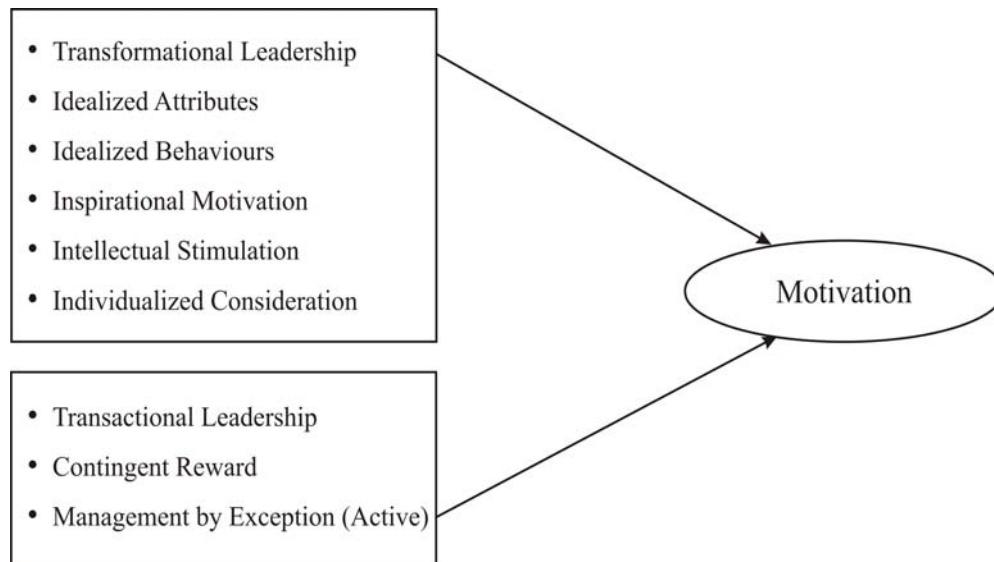 • Transformational Leadership
• Idealized Attributes
• Idealized Behaviours
• Inspirational Motivation
• Intellectual Stimulation
• Individualized Consideration
Motivation
• Transactional Leadership
• Contingent Reward
• Management by Exception (Active)